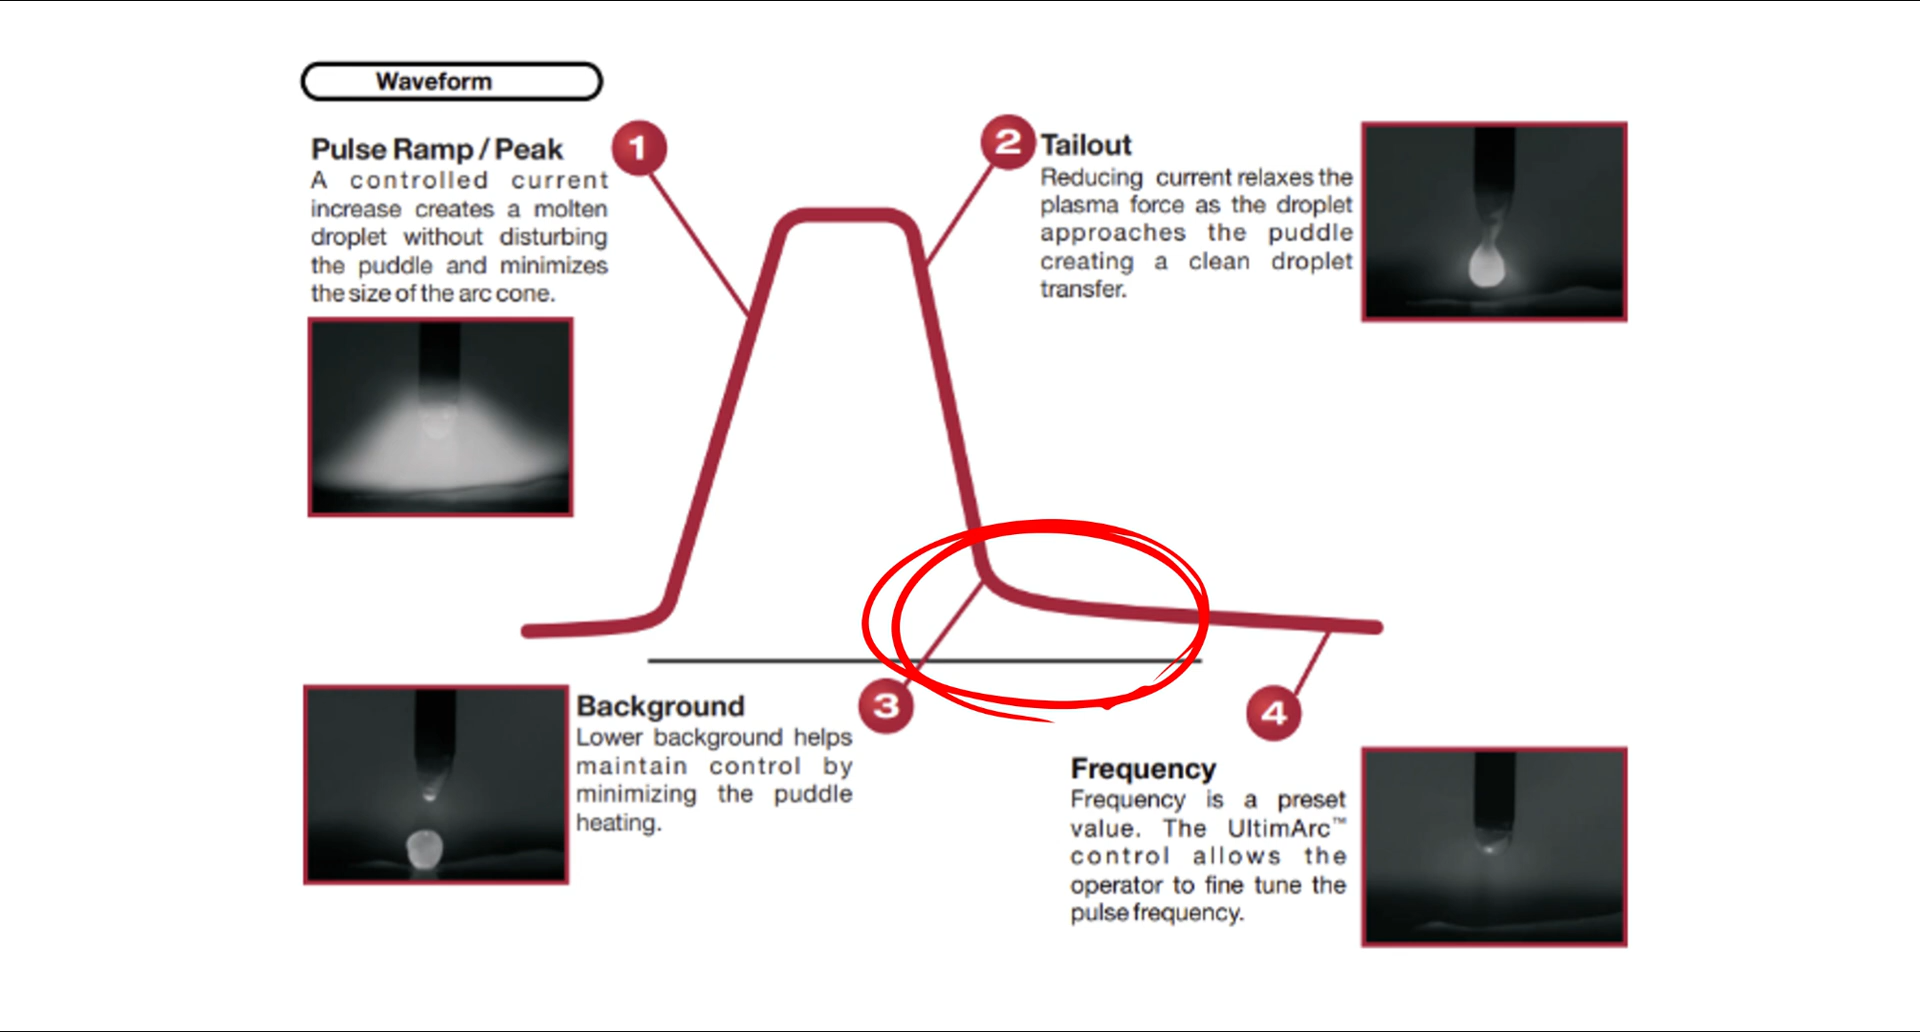 Waveform
Pulse Ramp / Peak
A controlled current
increase creates a molten
droplet without disturbing
the puddle and minimizes
the size of the arc cone.
1
2
Tailout
Reducing current relaxes the
plasma force as the droplet
approaches the puddle
creating a clean droplet
transfer.
Background
Lower background helps
maintain control by
minimizing the puddle
heating.
3
4
Frequency
Frequency is a preset
value. The UltimArc™
control allows the
operator to fine tune the
pulse frequency.